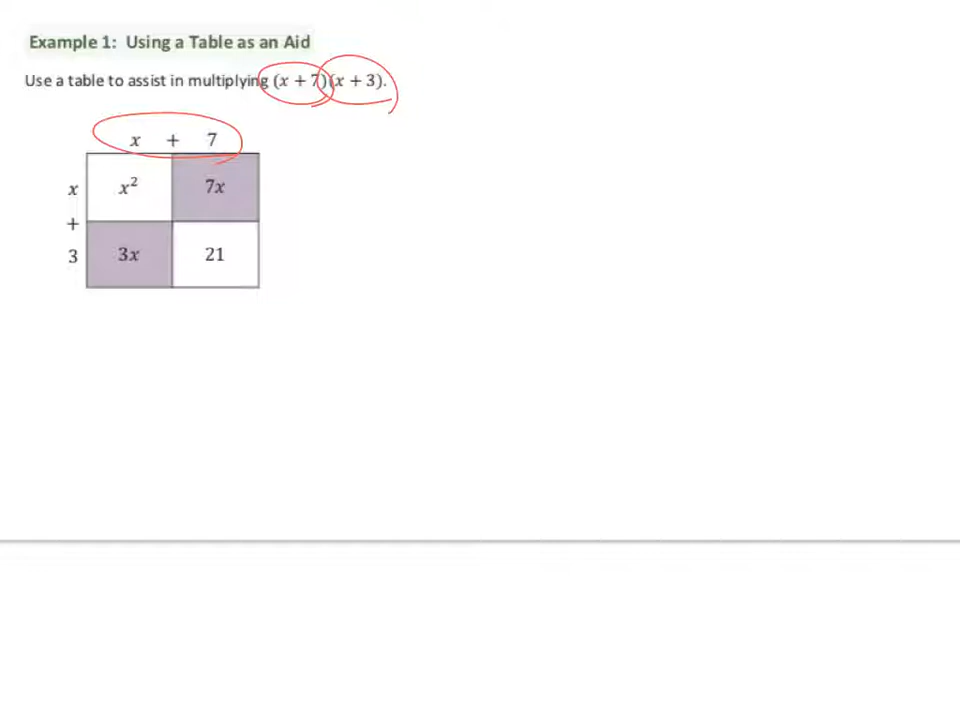 Example 1: Using a Table as an Aid
Use a table to assist in multiplying (x + 7)(x + 3).
x + 7
x x² 7x
+
3 3x 21